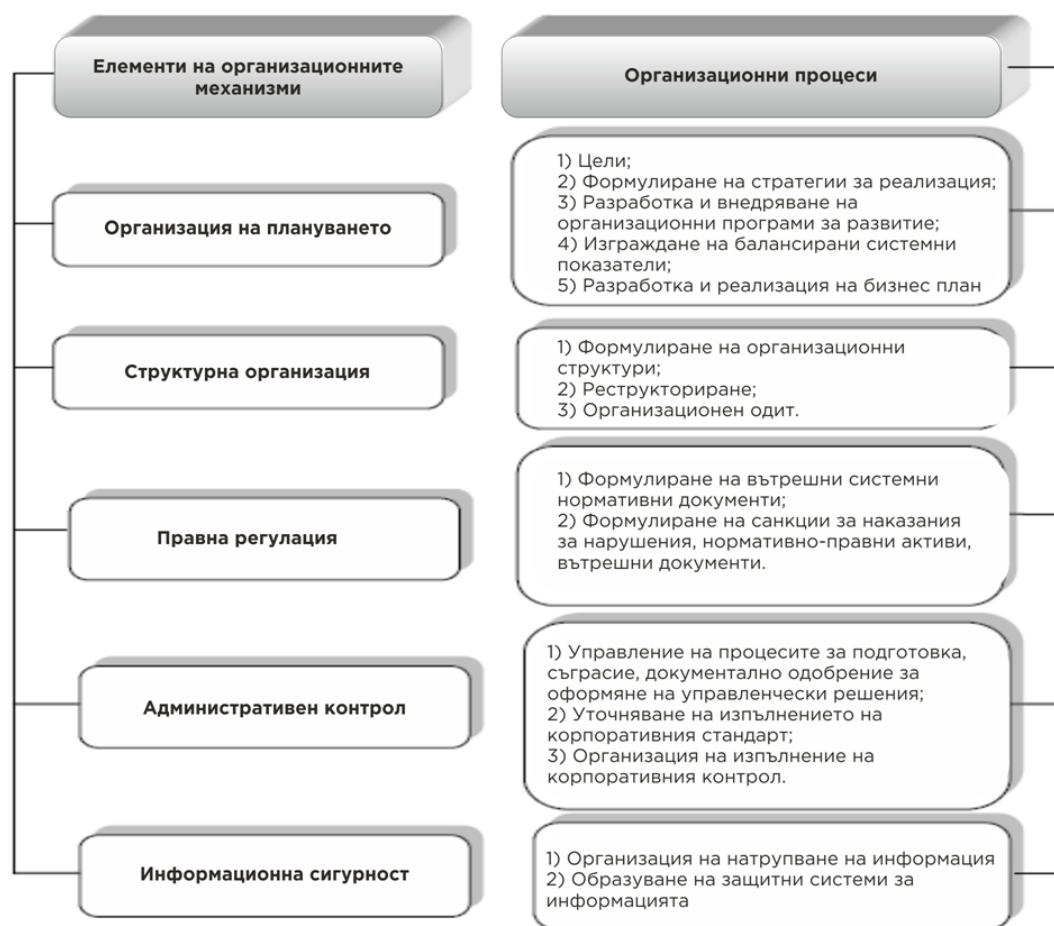 Елементи на организационните
механизми
Организационни процеси
Организация на плануването
1) Цели;
2) Формулиране на стратегии за реализация;
3) Разработка и внедряване на
организационни програми за развитие;
4) Изграждане на балансирани системни
показатели;
5) Разработка и реализация на бизнес план
Структурна организация
1) Формулиране на организационни
структури;
2) Реструкториране;
3) Организационен одит.
Правна регулация
1) Формулиране на вътрешни системни
нормативни документи;
2) Формулиране на санкции за наказания
за нарушения, нормативно-правни активи,
вътрешни документи.
Административен контрол
1) Управление на процесите за подготовка,
съграсие, документално одобрение за
оформяне на управленчески решения;
2) Уточняване на изпълнението на
корпоративния стандарт;
3) Организация на изпълнение на
корпоративния контрол.
Информационна сигурност
1) Организация на натрупване на информация
2) Образуване на защитни системи за
информацията